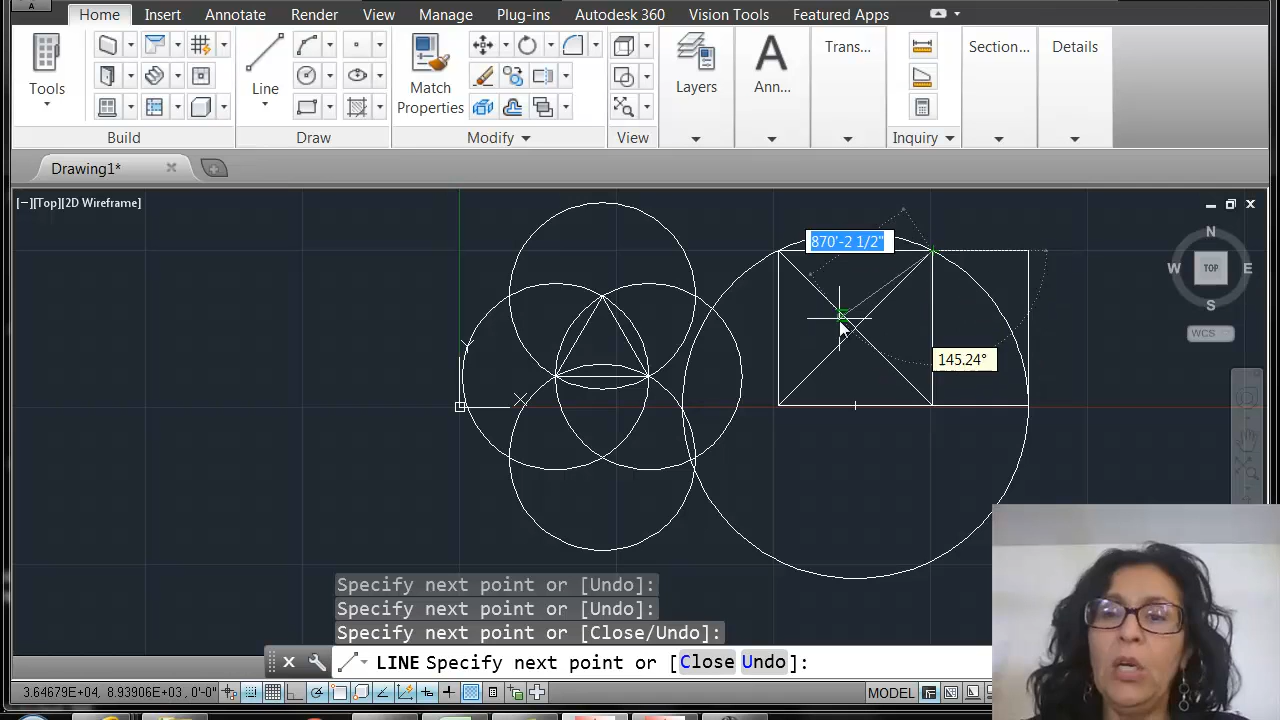 A
Home Insert Annotate Render View Manage Plug-ins Autodesk 360 Vision Tools Featured Apps
Tools
Line
Match
Properties
Layers
A
Ann...
Trans...
Section...
Details
Build
Draw
Modify
View
Inquiry
Drawing1*
[−][Top][2D Wireframe]
N
W
TOP
E
S
WCS
870'-2 1/2"
145.24°
Y
X
Specify next point or [Undo]:
Specify next point or [Undo]:
Specify next point or [Close/Undo]:
LINE Specify next point or [Close Undo]:
3.64679E+04, 8.93906E+03, 0'-0"
MODEL